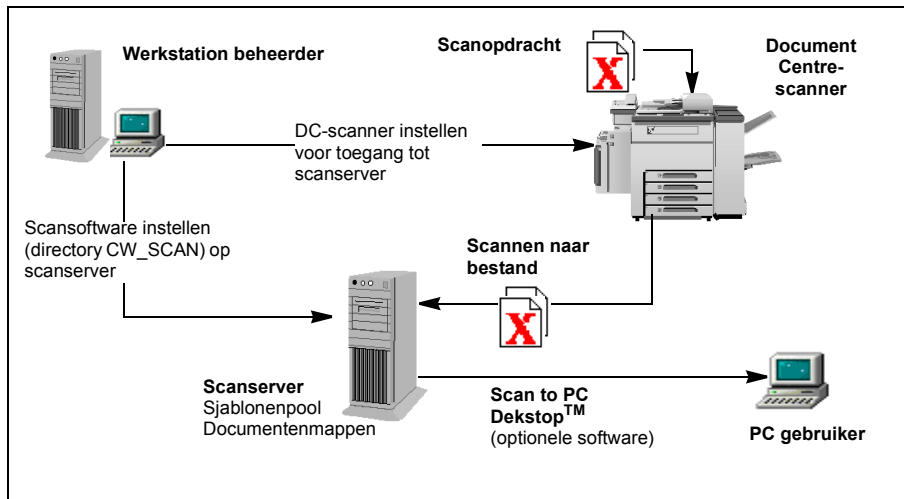 Werkstation beheerder
Scanopdracht
Document
Centre-
scanner
X
DC-scanner instellen
voor toegang tot
scanserver
Scansoftware instellen
(directory CW_SCAN) op
scanserver
Scannen naar
bestand
X
Scanserver
Sjablonenpool
Documentenmappen
Scan to PC
Dekstop™
(optionele software)
PC gebruiker